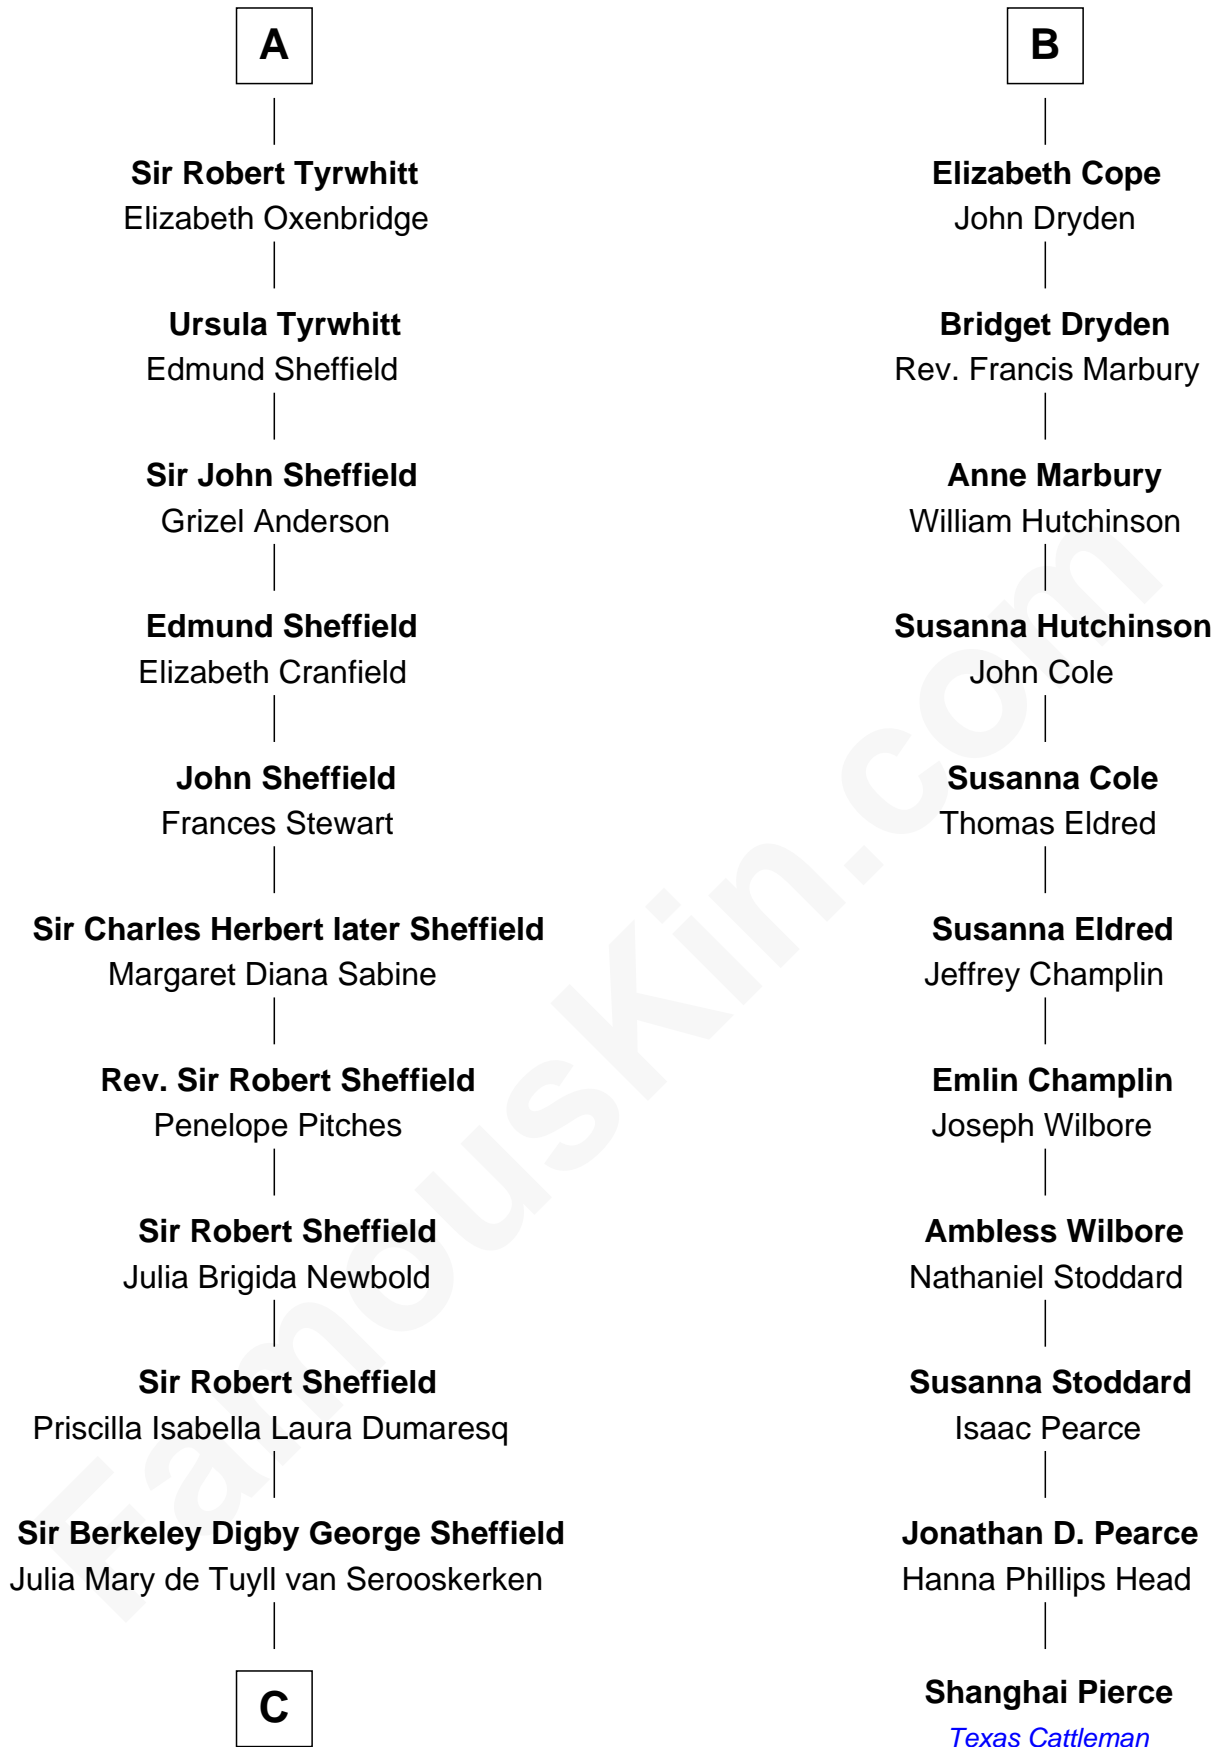 A
Sir Robert Tyrwhitt
Elizabeth Oxenbridge
Ursula Tyrwhitt
Edmund Sheffield
Sir John Sheffield
Grizel Anderson
Edmund Sheffield
Elizabeth Cranfield
John Sheffield
Frances Stewart
Sir Charles Herbert later Sheffield
Margaret Diana Sabine
Rev. Sir Robert Sheffield
Penelope Pitches
Sir Robert Sheffield
Julia Brigida Newbold
Sir Robert Sheffield
Priscilla Isabella Laura Dumaresq
Sir Berkeley Digby George Sheffield
Julia Mary de Tuyll van Serooskerken
C
B
Elizabeth Cope
John Dryden
Bridget Dryden
Rev. Francis Marbury
Anne Marbury
William Hutchinson
Susanna Hutchinson
John Cole
Susanna Cole
Thomas Eldred
Susanna Eldred
Jeffrey Champlin
Emlin Champlin
Joseph Wilbore
Ambless Wilbore
Nathaniel Stoddard
Susanna Stoddard
Isaac Pearce
Jonathan D. Pearce
Hanna Phillips Head
Shanghai Pierce
Texas Cattleman
FamousKin.com